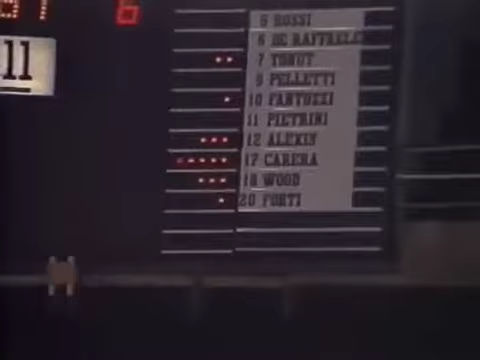 6
11
5 ROSSI
6 DE RAFFAELE
7 TONUT
9 PELLETTI
10 FANTOZZI
11 PIETRINI
12 ALEXIS
17 CARERA
18 WOOD
20 FORTI